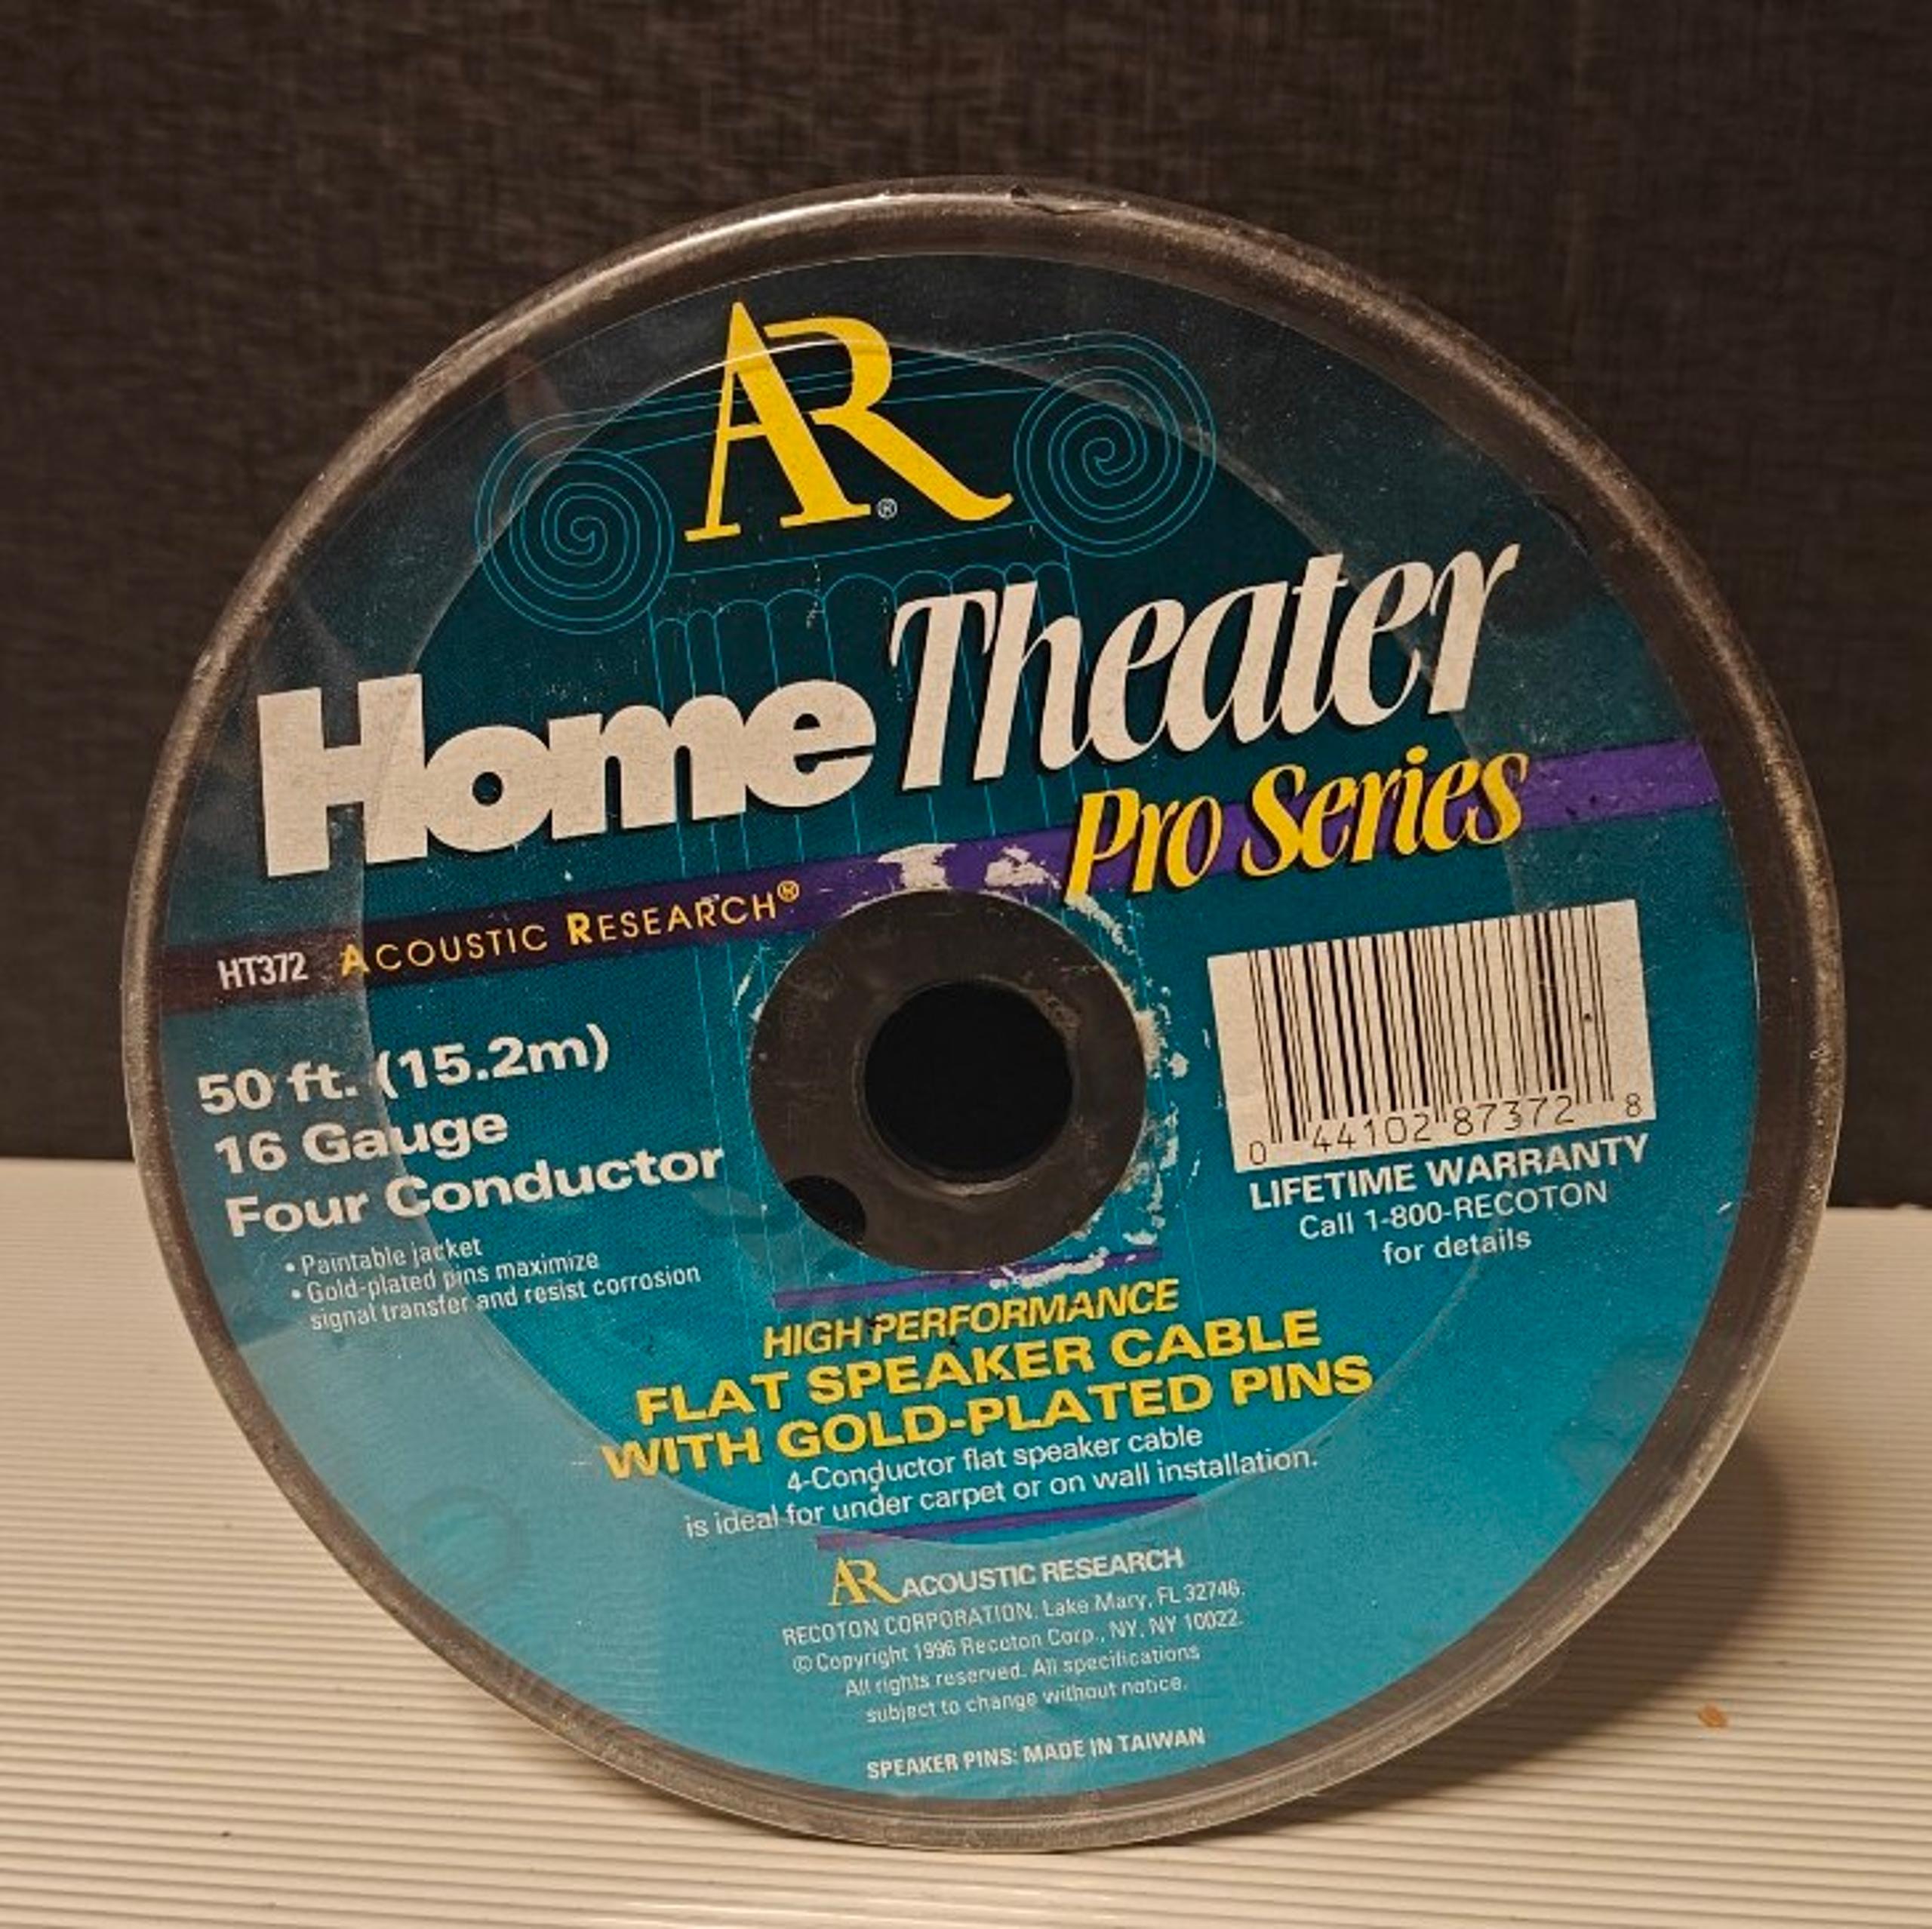 AR®
Home Theater
Pro Series
HT372 ACOUSTIC RESEARCH®
50 ft. (15.2m)
16 Gauge
Four Conductor
• Paintable jacket
• Gold-plated pins maximize
signal transfer and resist corrosion
0 44102 87372 8
LIFETIME WARRANTY
Call 1-800-RECOTON
for details
HIGH PERFORMANCE
FLAT SPEAKER CABLE
WITH GOLD-PLATED PINS
4-Conductor flat speaker cable
is ideal for under carpet or on wall installation.
AR ACOUSTIC RESEARCH
RECOTON CORPORATION. Lake Mary, FL 32746.
© Copyright 1996 Recoton Corp., NY, NY 10022.
All rights reserved. All specifications
subject to change without notice.
SPEAKER PINS: MADE IN TAIWAN